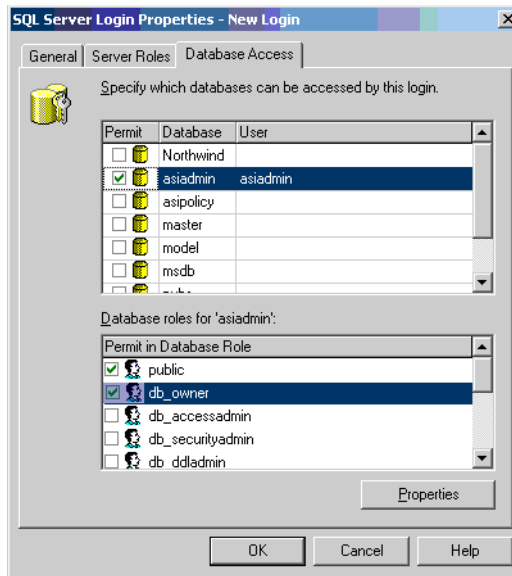 SQL Server Login Properties - New Login
General Server Roles Database Access
Specify which databases can be accessed by this login.
Permit Database User
Northwind
asiadmin asiadmin
asipolicy
master
model
msdb
Database roles for 'asiadmin':
Permit in Database Role
public
db_owner
db_accessadmin
db_securityadmin
db_ddladmin
Properties
OK Cancel Help